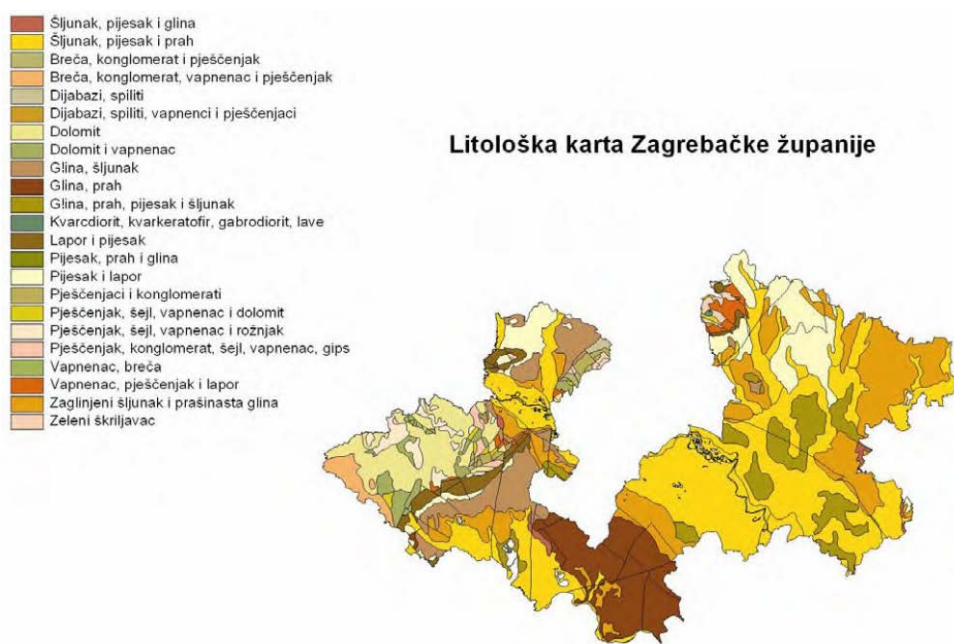 Šljunak, pijesak i glina
Šljunak, pijesak i prah
Breča, konglomerat i pješčenjak
Breča, konglomerat, vapnenac i pješčenjak
Dijabazi, spiliti
Dijabazi, spiliti, vapnenci i pješčenjaci
Dolomit
Dolomit i vapnenac
Glina, šljunak
Glina, prah
Glina, prah, pijesak i šljunak
Kvarcdiorit, kvarkeratofir, gabrodiorit, lave
Lapor i pijesak
Pijesak, prah i glina
Pijesak i lapor
Pješčenjaci i konglomerati
Pješčenjak, šejl, vapnenac i dolomit
Pješčenjak, šejl, vapnenac i rožnjak
Pješčenjak, konglomerat, šejl, vapnenac, gips
Vapnenac, breča
Vapnenac, pješčenjak i lapor
Zaglinjeni šljunak i prašinasta glina
Zeleni škriljavac
Litološka karta Zagrebačke županije